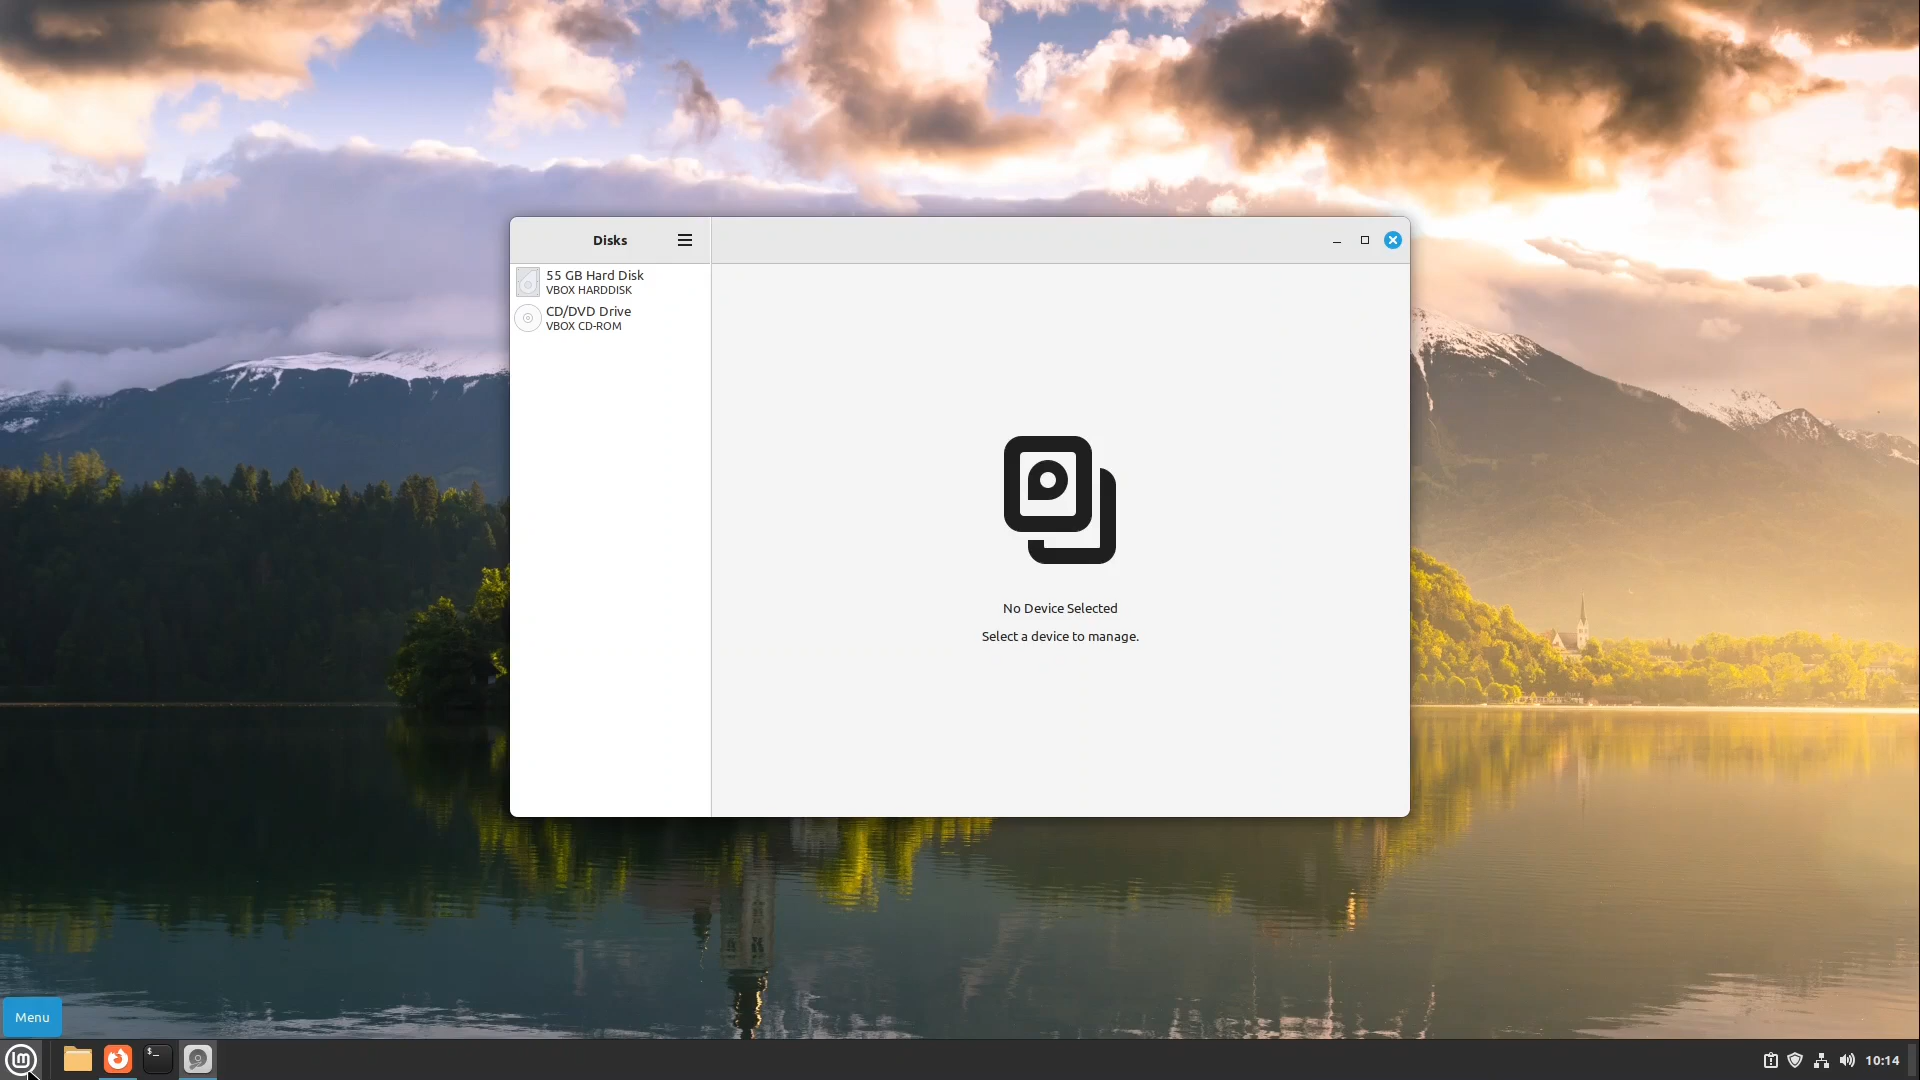 Disks
55 GB Hard Disk
VBOX HARDDISK
CD/DVD Drive
VBOX CD-ROM
No Device Selected
Select a device to manage.
Menu
$_
10:14